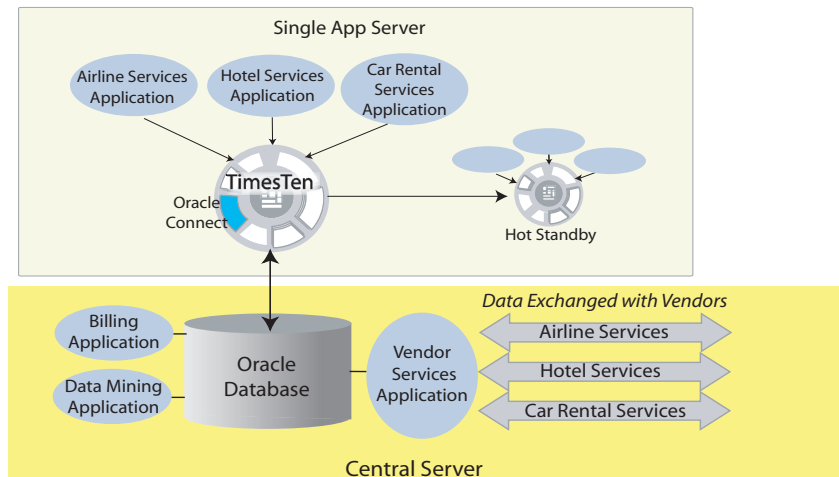 Single App Server
Airline Services
Application
Hotel Services
Application
Car Rental
Services
Application
TimesTen
Oracle
Connect
Hot Standby
Data Exchanged with Vendors
Billing
Application
Data Mining
Application
Oracle
Database
Vendor
Services
Application
Airline Services
Hotel Services
Car Rental Services
Central Server